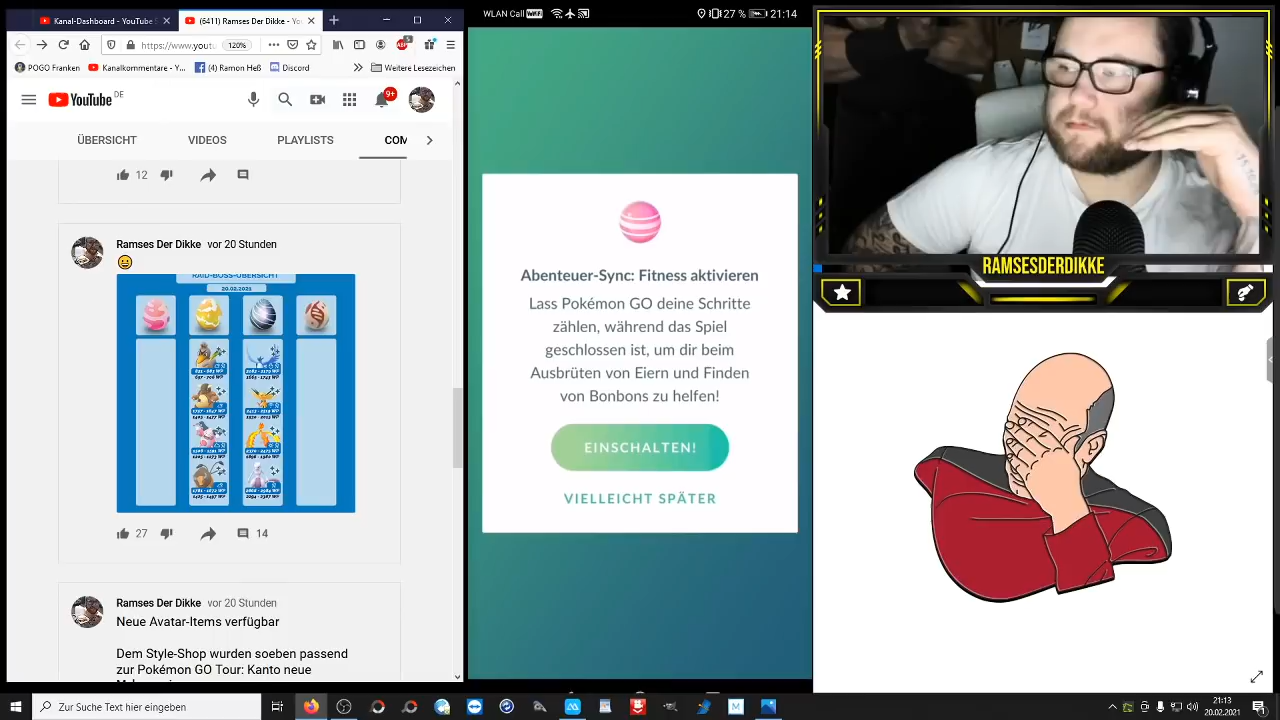 Kanal-Dashboard - YouTube S
(6411) Ramses Der Dikke - You
https://www.youtu
120%
POGO Franken
Kanalkommentare - Y...
(4) Ramon Heß
Discord
Weitere Lesezeichen
YouTube DE
9+
ÜBERSICHT
VIDEOS
PLAYLISTS
COM
12
Ramses Der Dikke vor 20 Stunden
RAID-BOSS-ÜBERSICHT
20.02.2021
27
14
Ramses Der Dikke vor 20 Stunden
Neue Avatar-Items verfügbar
Dem Style-Shop wurden soeben passend
zur Pokémon GO Tour: Kanto neue
WLAN Call
27 %
21:14
Abenteuer-Sync: Fitness aktivieren
Lass Pokémon GO deine Schritte
zählen, während das Spiel
geschlossen ist, um dir beim
Ausbrüten von Eiern und Finden
von Bonbons zu helfen!
EINSCHALTEN!
VIELLEICHT SPÄTER
RAMSESDERDIKKE
Zur Suche Text hier eingeben
21:13
20.02.2021